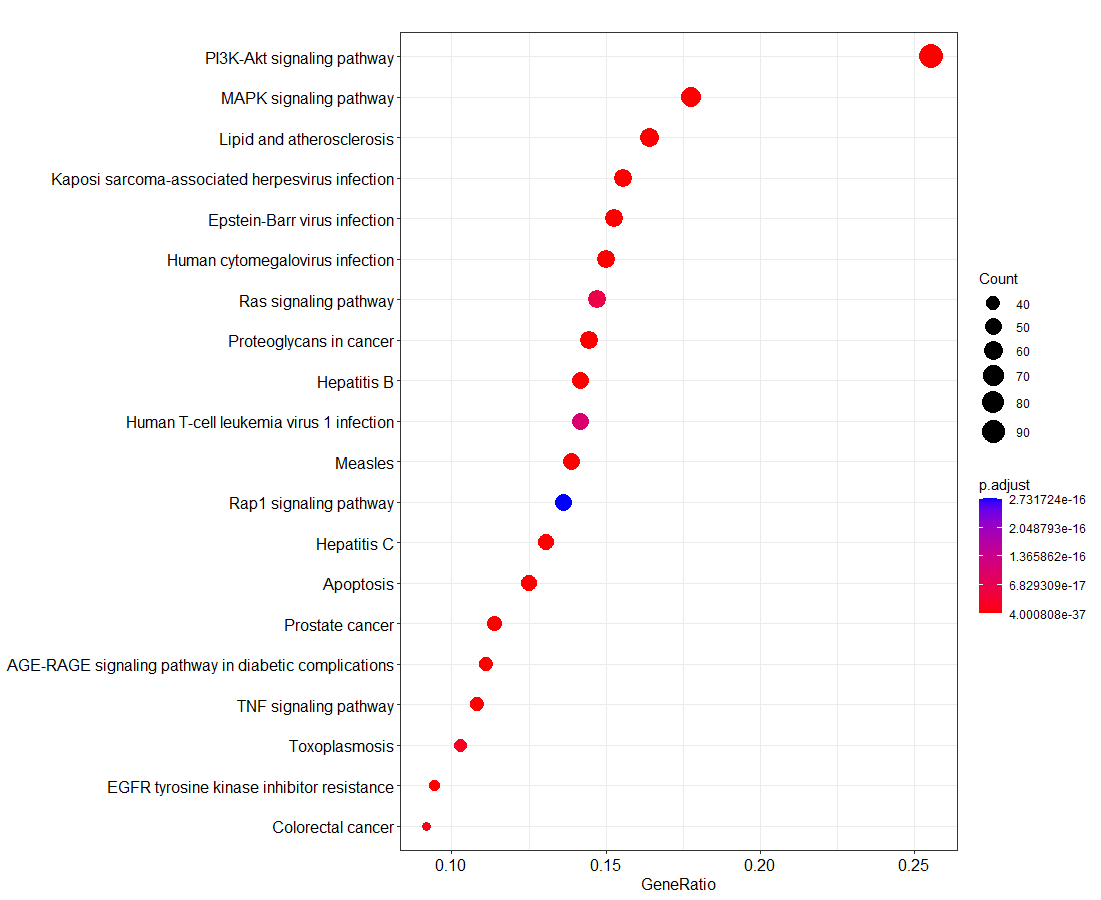 PI3K-Akt signaling pathway
MAPK signaling pathway
Lipid and atherosclerosis
Kaposi sarcoma-associated herpesvirus infection
Epstein-Barr virus infection
Human cytomegalovirus infection
Ras signaling pathway
Proteoglycans in cancer
Hepatitis B
Human T-cell leukemia virus 1 infection
Measles
Rap1 signaling pathway
Hepatitis C
Apoptosis
Prostate cancer
AGE-RAGE signaling pathway in diabetic complications
TNF signaling pathway
Toxoplasmosis
EGFR tyrosine kinase inhibitor resistance
Colorectal cancer
0.10 0.15 0.20 0.25
GeneRatio
Count
40
50
60
70
80
90
p.adjust
2.731724e-16
2.048793e-16
1.365862e-16
6.829309e-17
4.000808e-37